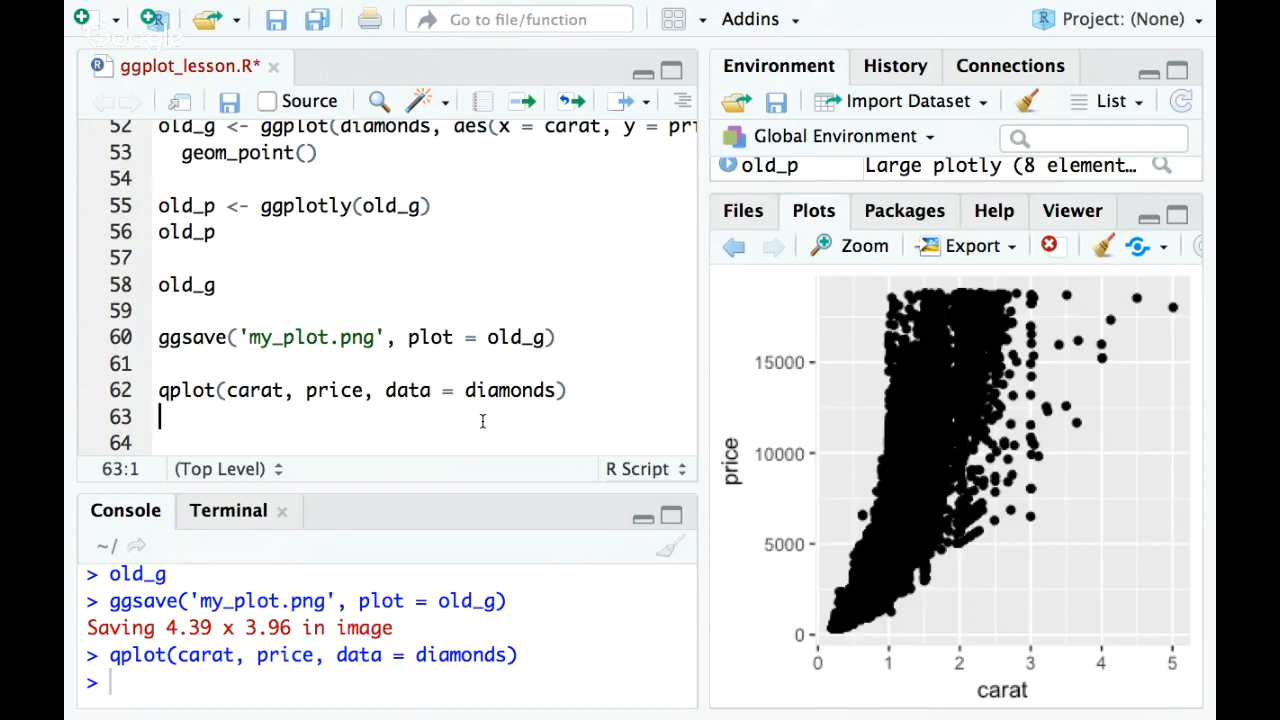 Go to file/function
Addins
Project: (None)
Google
ggplot_lesson.R*
Source
52 old_g <- ggplot(diamonds, aes(x = carat, y = pri
53 geom_point()
54
55 old_p <- ggplotly(old_g)
56 old_p
57
58 old_g
59
60 ggsave('my_plot.png', plot = old_g)
61
62 qplot(carat, price, data = diamonds)
63
64
63:1 (Top Level) R Script
Console Terminal
~/
> old_g
> ggsave('my_plot.png', plot = old_g)
Saving 4.39 x 3.96 in image
> qplot(carat, price, data = diamonds)
>
Environment History Connections
Import Dataset List
Global Environment
old_p Large plotly (8 element…
Files Plots Packages Help Viewer
Zoom Export
15000
10000
5000
0
price
0 1 2 3 4 5
carat